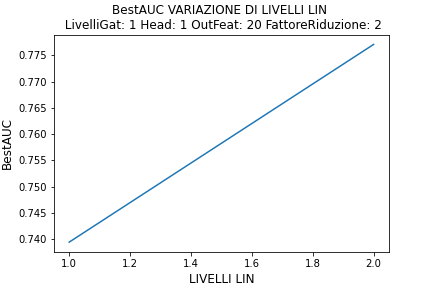 BestAUC VARIAZIONE DI LIVELLI LIN
LivelliGat: 1 Head: 1 OutFeat: 20 FattoreRiduzione: 2
0.775
0.770
0.765
0.760
0.755
0.750
0.745
0.740
BestAUC
1.0 1.2 1.4 1.6 1.8 2.0
LIVELLI LIN